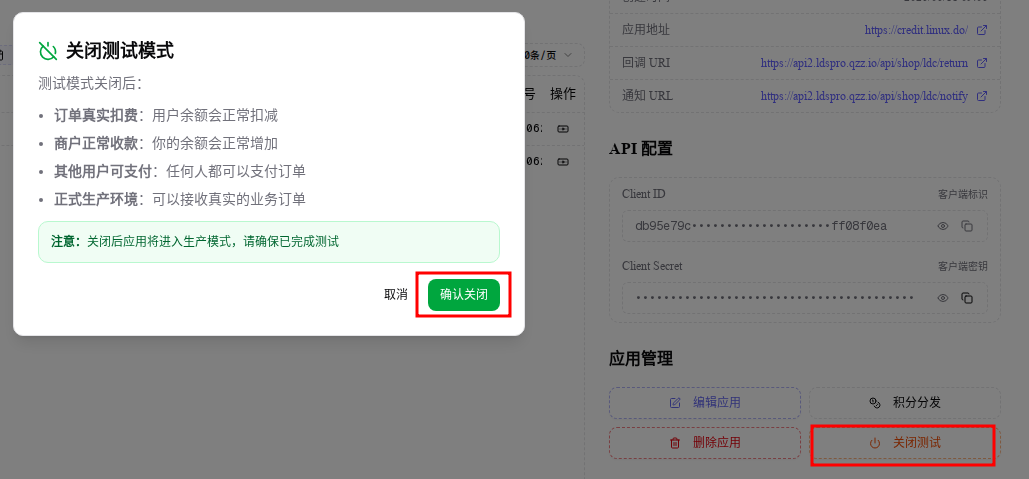 关闭测试模式
测试模式关闭后：
订单真实扣费：用户余额会正常扣减
商户正常收款：你的余额会正常增加
其他用户可支付：任何人都可以支付订单
正式生产环境：可以接收真实的业务订单
注意：关闭后应用将进入生产模式，请确保已完成测试
取消
确认关闭
0条/页
号 操作
应用地址
https://credit.linux.do/
回调 URI
https://api2.ldspro.qzz.io/api/shop/ldc/return
通知 URL
https://api2.ldspro.qzz.io/api/shop/ldc/notify
API 配置
Client ID
客户端标识
db95e79c••••••••••••••••••••ff08f0ea
Client Secret
客户端密钥
••••••••••••••••••••••••••••••••••••••••
应用管理
编辑应用
积分分发
删除应用
关闭测试